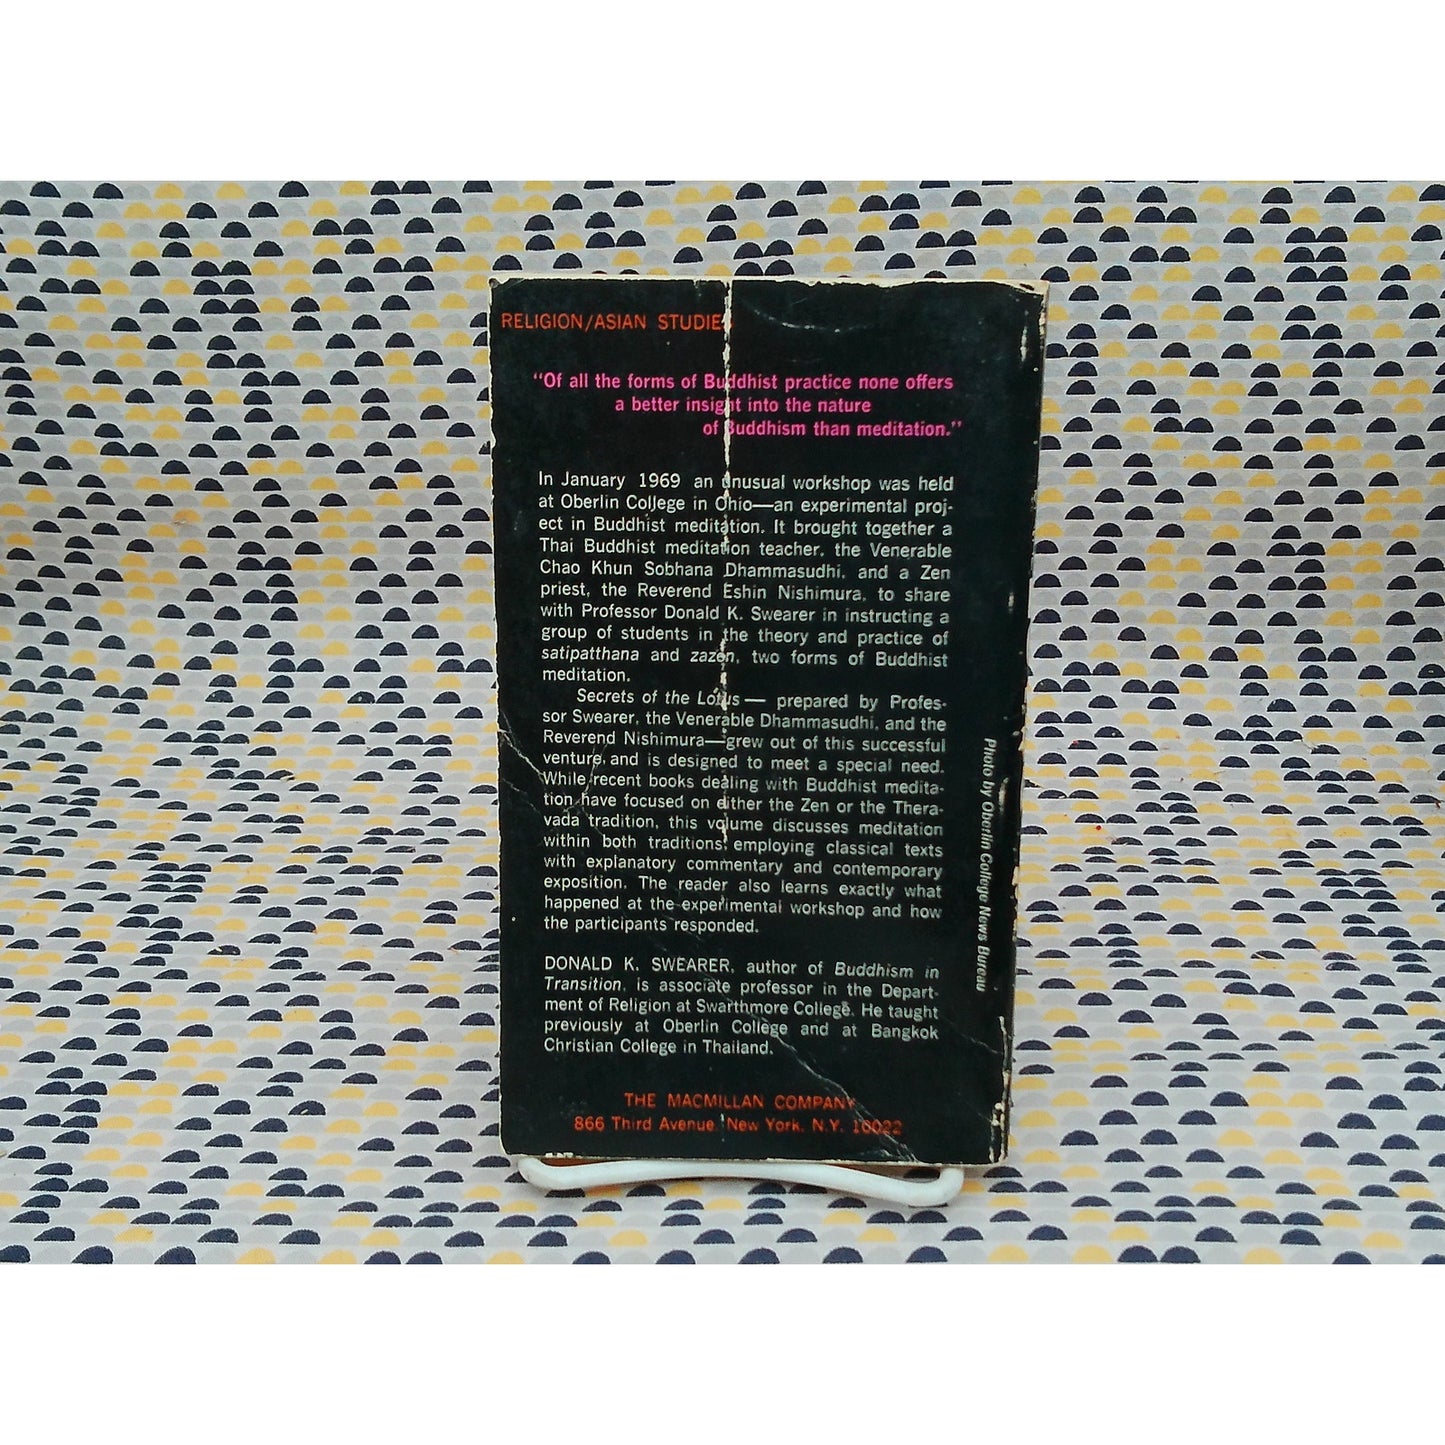 RELIGION/ASIAN STUDIES
"Of all the forms of Buddhist practice none offers
a better insight into the nature
of Buddhism than meditation."
In January 1969 an unusual workshop was held
at Oberlin College in Ohio—an experimental proj-
ect in Buddhist meditation. It brought together a
Thai Buddhist meditation teacher, the Venerable
Chao Khun Sobhana Dhammasudhi, and a Zen
priest, the Reverend Eshin Nishimura, to share
with Professor Donald K. Swearer in instructing a
group of students in the theory and practice of
satipatthana and zazen, two forms of Buddhist
meditation.
Secrets of the Lotus — prepared by Profes-
sor Swearer, the Venerable Dhammasudhi, and the
Reverend Nishimura—grew out of this successful
venture, and is designed to meet a special need.
While recent books dealing with Buddhist medita-
tion have focused on either the Zen or the Thera-
vada tradition, this volume discusses meditation
within both traditions, employing classical texts
with explanatory commentary and contemporary
exposition. The reader also learns exactly what
happened at the experimental workshop and how
the participants responded.
DONALD K. SWEARER, author of Buddhism in
Transition, is associate professor in the Depart-
ment of Religion at Swarthmore College. He taught
previously at Oberlin College and at Bangkok
Christian College in Thailand.
THE MACMILLAN COMPANY
866 Third Avenue, New York, N.Y. 10022
Photo by Oberlin College News Bureau